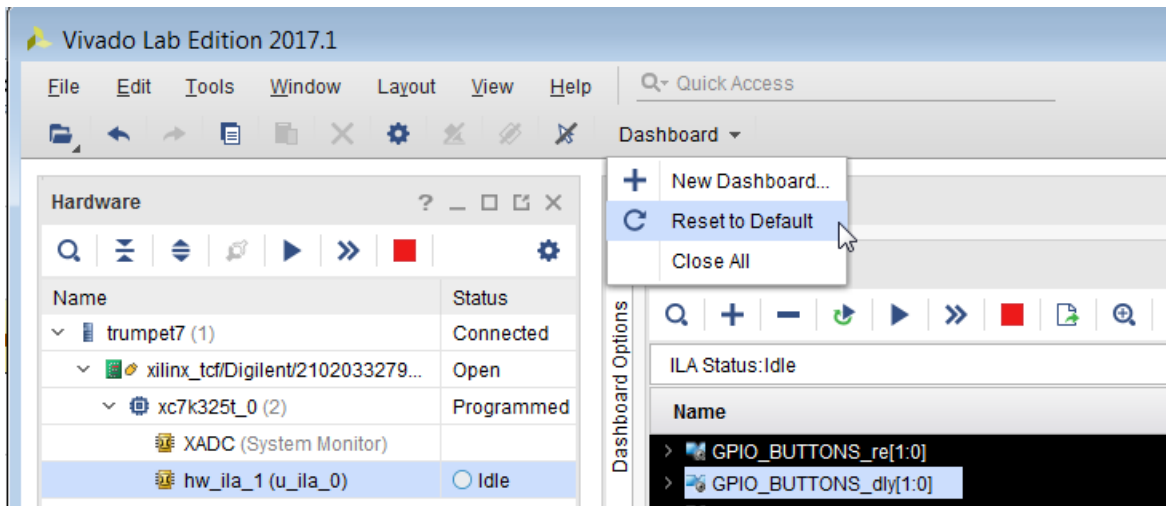 Vivado Lab Edition 2017.1
File Edit Tools Window Layout View Help Quick Access
Dashboard
New Dashboard...
Reset to Default
Close All
Hardware
Name Status
trumpet7 (1) Connected
xilinx_tcf/Digilent/2102033279... Open
xc7k325t_0 (2) Programmed
XADC (System Monitor)
hw_ila_1 (u_ila_0) Idle
Dashboard Options
ILA Status:Idle
Name
GPIO_BUTTONS_re[1:0]
GPIO_BUTTONS_dly[1:0]